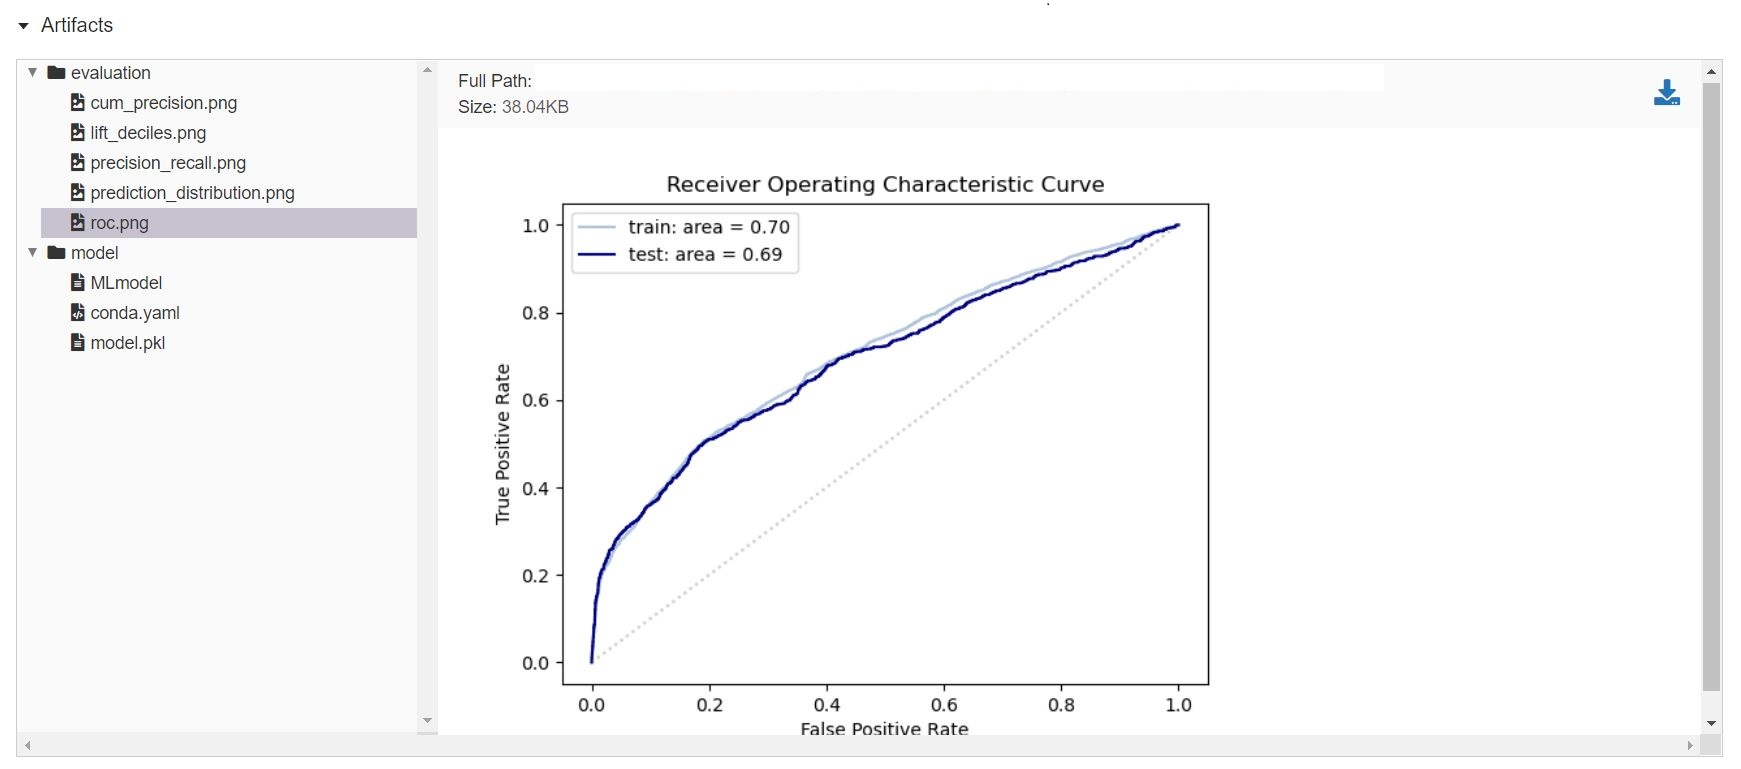 Artifacts
evaluation
cum_precision.png
lift_deciles.png
precision_recall.png
prediction_distribution.png
roc.png
model
MLmodel
conda.yaml
model.pkl
Full Path:
Size: 38.04KB
Receiver Operating Characteristic Curve
train: area = 0.70
test: area = 0.69
True Positive Rate
1.0
0.8
0.6
0.4
0.2
0.0
0.0 0.2 0.4 0.6 0.8 1.0
False Positive Rate